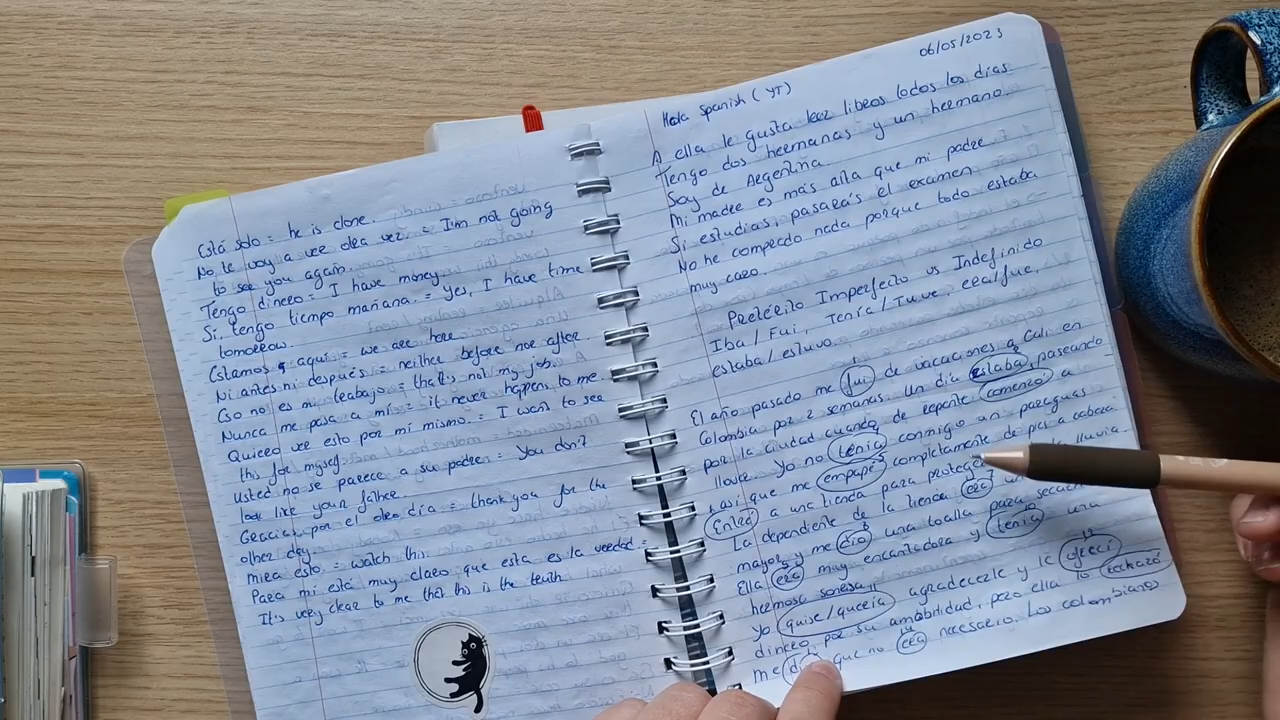 Está solo = he is alone.
No te voy a ver otra vez. = I'm not going
to see you again.
Tengo dinero = I have money.
Sí, tengo tiempo mañana. = yes, I have time
tomorrow.
Estamos aquí = we are here
Ni antes ni después = neither before nor after
Eso no es mi trabajo = that's not my job.
Nunca me pasa a mí = it never happens to me.
Quiero ver esto por mí mismo. = I want to see
this for myself.
usted no se parece a su padre = You don't
look like your father.
Gracias por el otro día = thank you for the
other day.
mira esto = watch this.
Para mí está muy claro que esta es la verdad =
It's very clear to me that this is the truth
06/05/2023
Hola Spanish (YT)
A ella le gusta leer libros todos los días
Tengo dos hermanas y un hermano.
Soy de Argentina
Mi madre es más alta que mi padre
Si estudias, pasarás el examen
No he comprado nada porque todo estaba
muy caro.
Pretérito Imperfecto vs Indefinido
Iba / Fui, Tenía / Tuve, era/fue,
estaba / estuvo.
El año pasado me fui de vacaciones a Cali en
Colombia por 2 semanas. Un día estaba paseando
por la ciudad cuando de repente comenzó a
llover. Yo no tenía conmigo un paraguas
, así que me empapé completamente de pies a cabeza
Entré a una tienda para proteger lluvia
La dependiente de la tienda era
mayor y me dio una toalla para secar
Ella era muy encantadora y tenía una
hermosa sonrisa
Yo quise/quería agradecerle y le ofrecí
dinero por su amabilidad, pero ella lo rechazó
me que no era necesario. Los colombianos